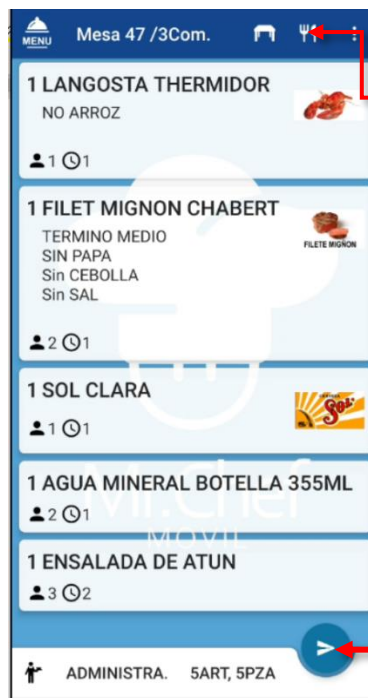 MENU Mesa 47 /3Com.
1 LANGOSTA THERMIDOR
NO ARROZ
1 1
1 FILET MIGNON CHABERT
TERMINO MEDIO
SIN PAPA
Sin CEBOLLA
Sin SAL
FILETE MIGÑON
2 1
1 SOL CLARA
Sol
1 1
1 AGUA MINERAL BOTELLA 355ML
2 1
Mr.Chef
MOVIL
1 ENSALADA DE ATUN
3 2
ADMINISTRA. 5ART, 5PZA